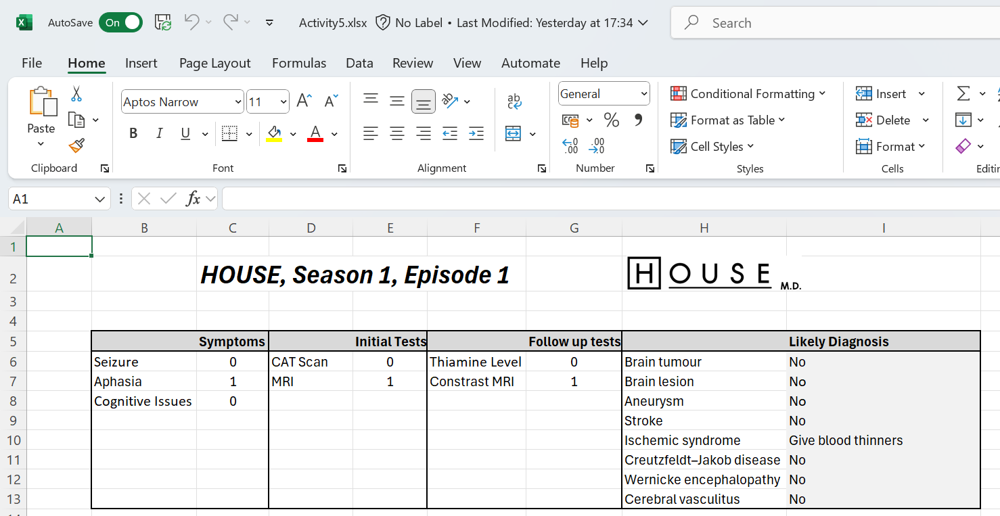 AutoSave On Activity5.xlsx No Label • Last Modified: Yesterday at 17:34 Search
File Home Insert Page Layout Formulas Data Review View Automate Help
Aptos Narrow 11 A A ab General Conditional Formatting Insert Σ
Paste c % , Format as Table Delete
B I U A ←0 .00 .00 →0 Cell Styles Format
Clipboard Font Alignment Number Styles Cells Editin
A1 fx
A B C D E F G H I
1
2 HOUSE, Season 1, Episode 1 HOUSE M.D.
3
4
5 Symptoms Initial Tests Follow up tests Likely Diagnosis
6 Seizure 0 CAT Scan 0 Thiamine Level 0 Brain tumour No
7 Aphasia 1 MRI 1 Constrast MRI 1 Brain lesion No
8 Cognitive Issues 0 Aneurysm No
9 Stroke No
10 Ischemic syndrome Give blood thinners
11 Creutzfeldt–Jakob disease No
12 Wernicke encephalopathy No
13 Cerebral vasculitus No